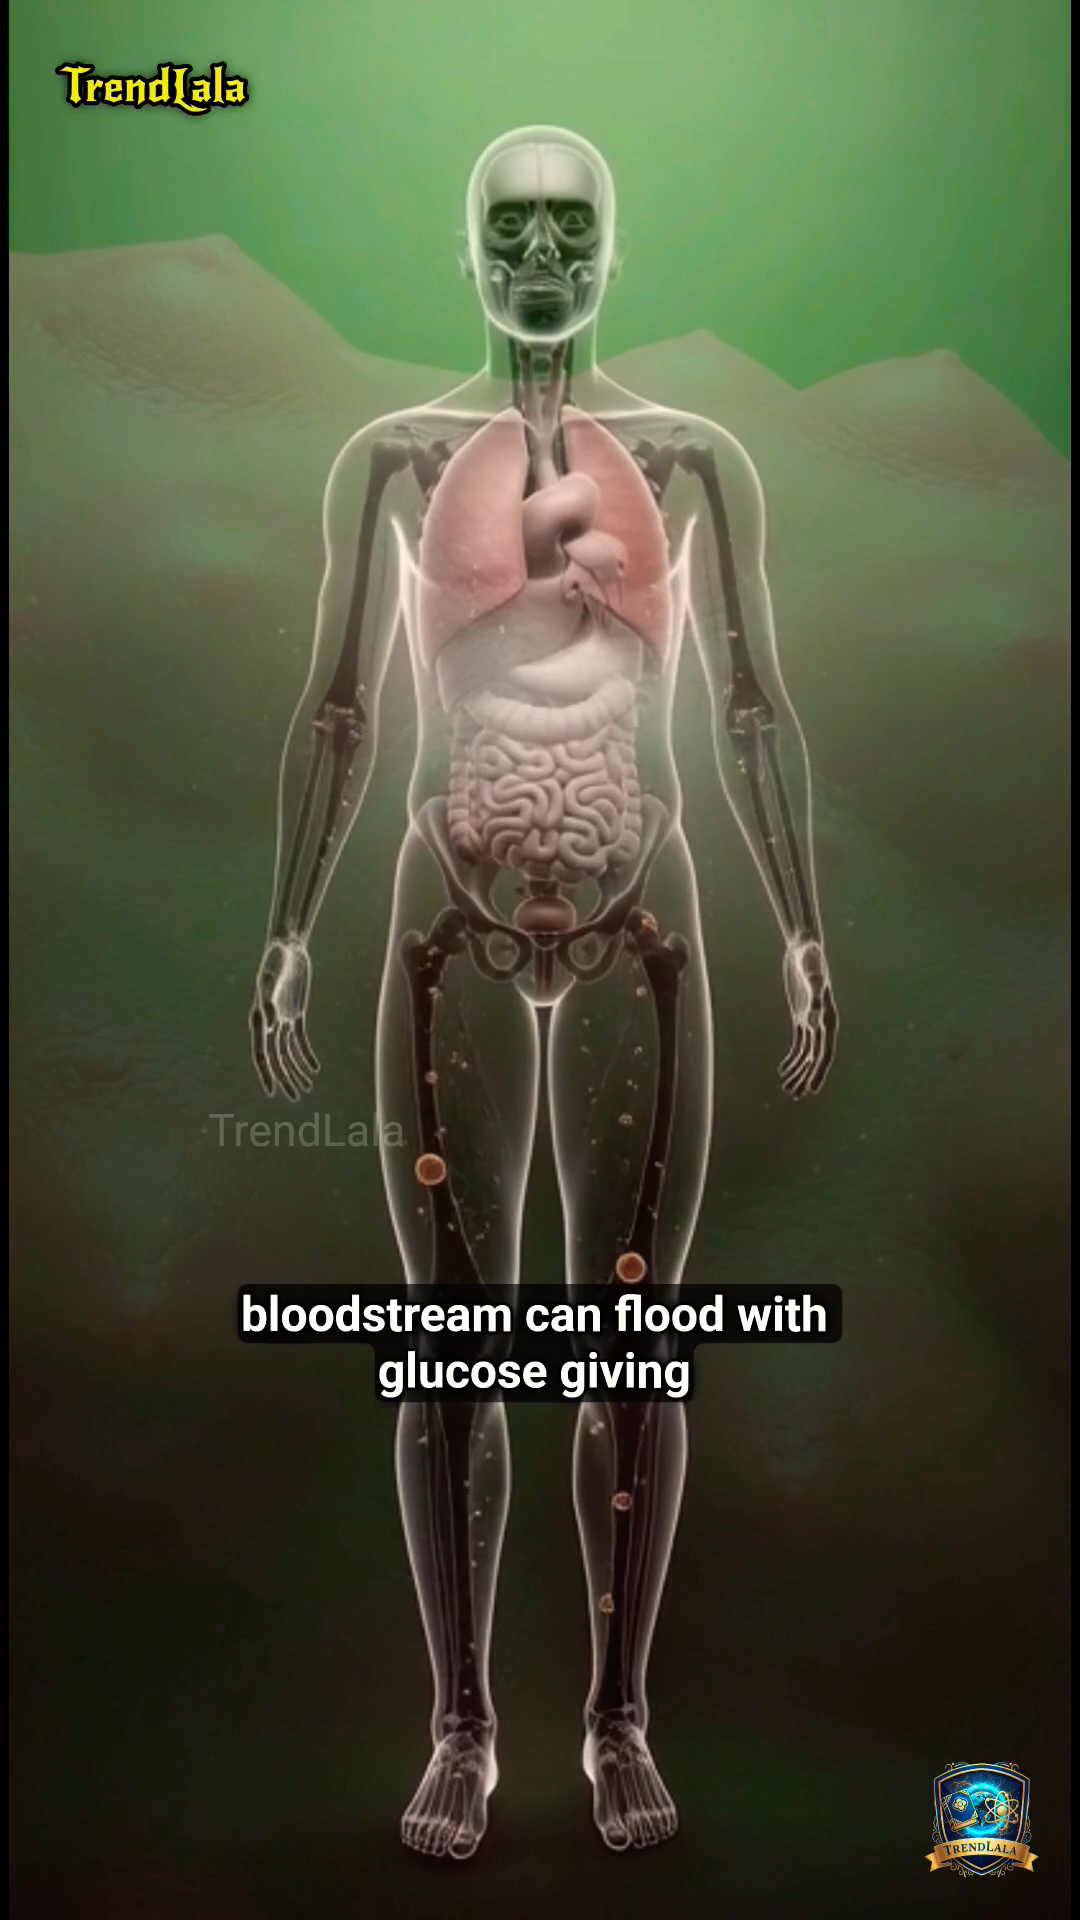 TrendLala
TrendLala
bloodstream can flood with
glucose giving
TRENDLALA